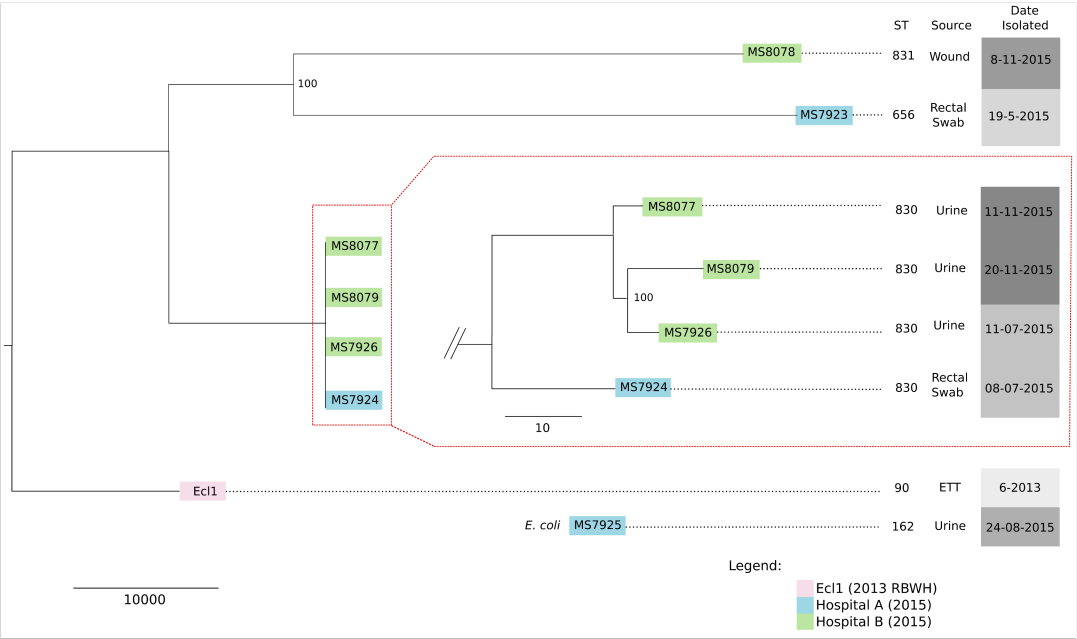 ST Source Date
Isolated
MS8078 831 Wound 8-11-2015
100
MS7923 656 Rectal
Swab 19-5-2015
MS8077 830 Urine 11-11-2015
MS8077
MS8079 830 Urine 20-11-2015
MS8079
100
MS7926 830 Urine 11-07-2015
MS7926
MS7924 830 Rectal
Swab 08-07-2015
MS7924
10
Ecl1 90 ETT 6-2013
E. coli MS7925 162 Urine 24-08-2015
Legend:
10000
Ecl1 (2013 RBWH)
Hospital A (2015)
Hospital B (2015)